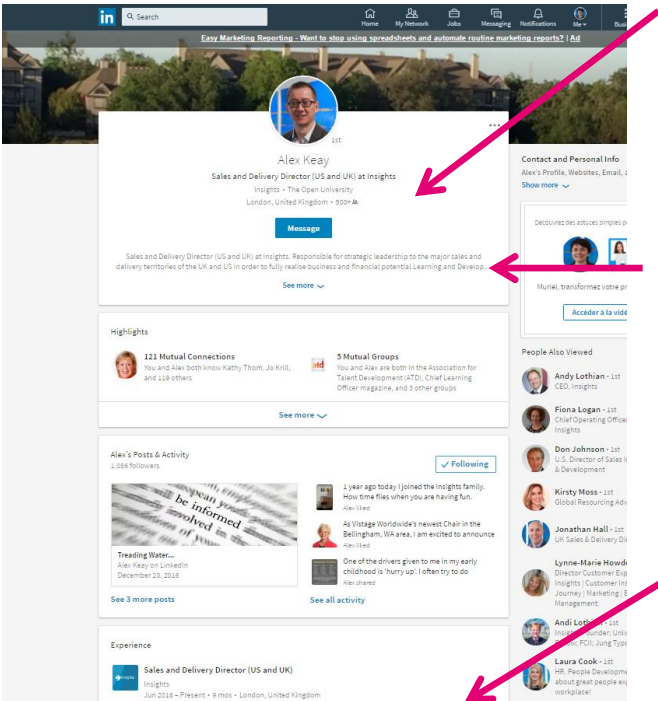 in
Search
Home
My Network
Jobs
Messaging
Notifications
Me
Easy Marketing Reporting - Want to stop using spreadsheets and automate routine marketing reports? | Ad
1st
Alex Keay
Sales and Delivery Director (US and UK) at Insights
Insights • The Open University
London, United Kingdom • 500+
Message
Sales and Delivery Director (US and UK) at Insights. Responsible for strategic leadership to the major sales and
delivery territories of the UK and US in order to fully realise business and financial potential.Learning and Develop...
See more
Highlights
121 Mutual Connections
You and Alex both know Kathy Thom, Jo Krill,
and 119 others
atd
5 Mutual Groups
You and Alex are both in the Association for
Talent Development (ATD), Chief Learning
Officer magazine, and 3 other groups
See more
Alex's Posts & Activity
1,086 followers
Following
be informed
involved in
Treading Water...
Alex Keay on LinkedIn
December 20, 2016
See 3 more posts
1 year ago today I joined the Insights family.
How time flies when you are having fun.
Alex liked
As Vistage Worldwide's newest Chair in the
Bellingham, WA area, I am excited to announce
Alex liked
One of the drivers given to me in my early
childhood is 'hurry up'. I often try to do
Alex shared
See all activity
Experience
Sales and Delivery Director (US and UK)
Insights
Jun 2016 – Present • 9 mos • London, United Kingdom
Contact and Personal Info
Alex's Profile, Websites, Email,
Show more
Découvrez des astuces simples
Muriel, transformez votre
Accéder à la
People Also Viewed
Andy Lothian • 1st
CEO, Insights
Fiona Logan • 1st
Chief Operating Officer
Insights
Don Johnson • 1st
U.S. Director of Sales
& Development
Kirsty Moss • 1st
Global Resourcing
Jonathan Hall • 1st
UK Sales & Delivery
Lynne-Marie
Director Customer
Insights | Customer
Journey | Marketing |
Management
Andi
1st
Laura Cook • 1st
HR, People
about great people
workplace!